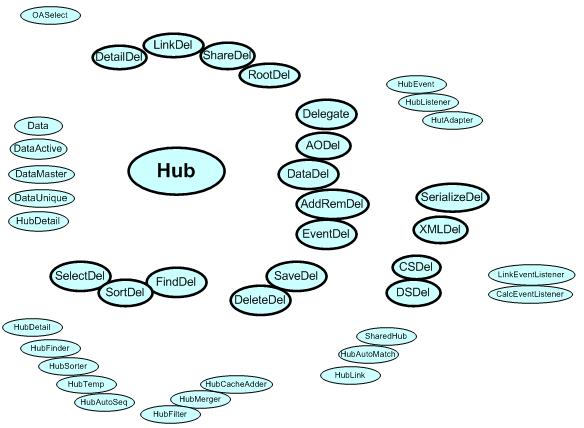 OASelect
DetailDel
LinkDel
ShareDel
RootDel
HubEvent
HubListener
HutAdapter
Delegate
AODel
DataDel
AddRemDel
EventDel
Data
DataActive
DataMaster
DataUnique
HubDetail
Hub
SerializeDel
XMLDel
CSDel
DSDel
LinkEventListener
CalcEventListener
SelectDel
SortDel
FindDel
SaveDel
DeleteDel
HubDetail
HubFinder
HubSorter
HubTemp
HubAutoSeq
HubCacheAdder
HubMerger
HubFilter
SharedHub
HubAutoMatch
HubLink